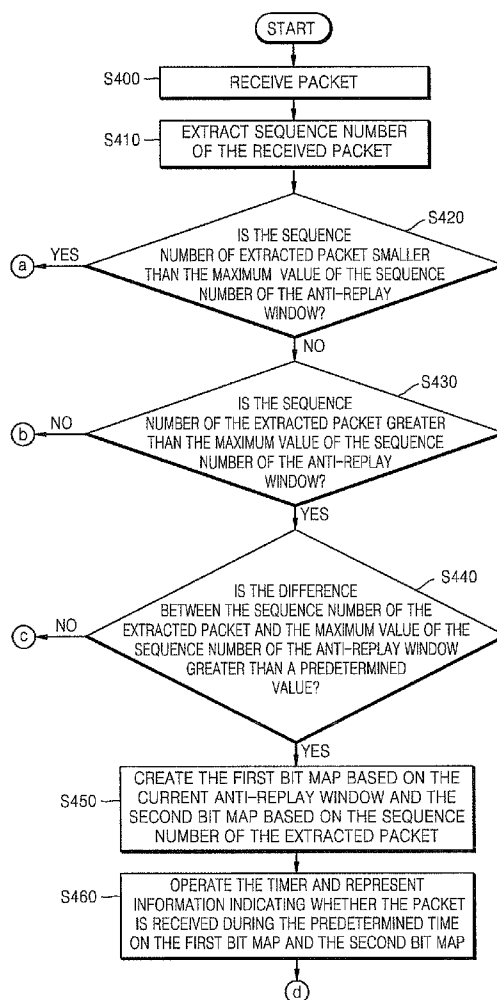 START
S400
RECEIVE PACKET
S410
EXTRACT SEQUENCE NUMBER
OF THE RECEIVED PACKET
S420
IS THE SEQUENCE
NUMBER OF EXTRACTED PACKET SMALLER
THAN THE MAXIMUM VALUE OF THE SEQUENCE
NUMBER OF THE ANTI-REPLAY
WINDOW?
YES
a
NO
S430
IS THE SEQUENCE
NUMBER OF THE EXTRACTED PACKET GREATER
THAN THE MAXIMUM VALUE OF THE SEQUENCE
NUMBER OF THE ANTI-REPLAY
WINDOW?
NO
b
YES
S440
IS THE DIFFERENCE
BETWEEN THE SEQUENCE NUMBER OF THE
EXTRACTED PACKET AND THE MAXIMUM VALUE OF THE
SEQUENCE NUMBER OF THE ANTI-REPLAY WINDOW
GREATER THAN A PREDETERMINED
VALUE?
NO
c
YES
S450
CREATE THE FIRST BIT MAP BASED ON THE
CURRENT ANTI-REPLAY WINDOW AND THE
SECOND BIT MAP BASED ON THE SEQUENCE
NUMBER OF THE EXTRACTED PACKET
S460
OPERATE THE TIMER AND REPRESENT
INFORMATION INDICATING WHETHER THE PACKET
IS RECEIVED DURING THE PREDETERMINED TIME
ON THE FIRST BIT MAP AND THE SECOND BIT MAP
d